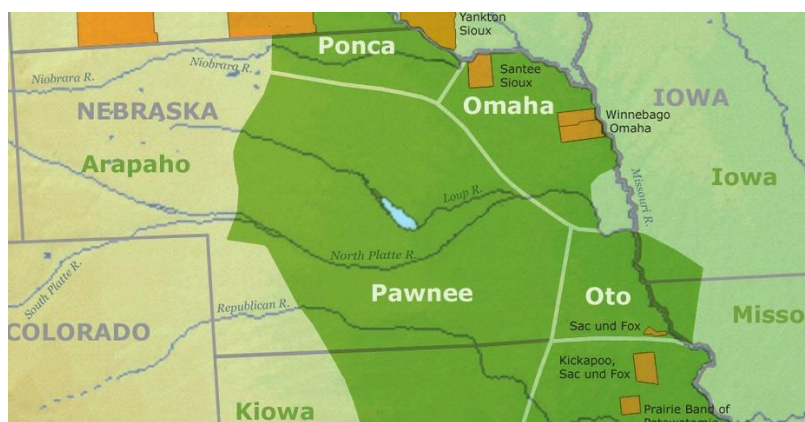 Yankton
Sioux
Ponca
Niobrara R.
Niobrara R.
Santee
Sioux
NEBRASKA
Omaha
IOWA
Winnebago
Omaha
Arapaho
Iowa
Loup R.
Missouri R.
North Platte R.
South Platte R.
Pawnee
Oto
Republican R.
Misso
COLORADO
Sac und Fox
Kickapoo,
Sac und Fox
Kiowa
Prairie Band of
Potawatomie